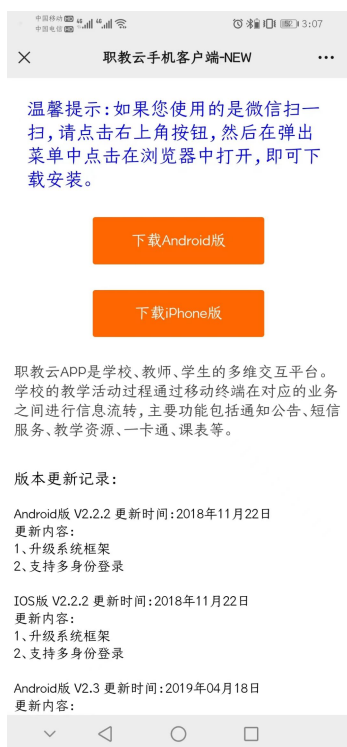 中国移动 HD 4G
中国电信 HD 4G
3:07
职教云手机客户端-NEW
温馨提示:如果您使用的是微信扫一
扫,请点击右上角按钮,然后在弹出
菜单中点击在浏览器中打开,即可下
载安装。
下载Android版
下载iPhone版
职教云APP是学校、教师、学生的多维交互平台。
学校的教学活动过程通过移动终端在对应的业务
之间进行信息流转,主要功能包括通知公告、短信
服务、教学资源、一卡通、课表等。
版本更新记录:
Android版 V2.2.2 更新时间:2018年11月22日
更新内容:
1、升级系统框架
2、支持多身份登录
IOS版 V2.2.2 更新时间:2018年11月22日
更新内容:
1、升级系统框架
2、支持多身份登录
Android版 V2.3 更新时间:2019年04月18日
更新内容: